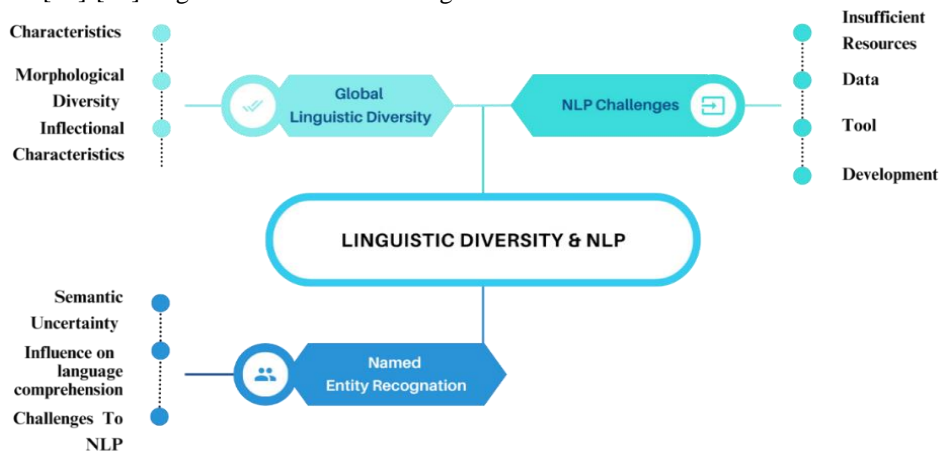 Characteristics
Morphological
Diversity
Inflectional
Characteristics
Global
Linguistic Diversity
NLP Challenges
Insufficient
Resources
Data
Tool
Development
LINGUISTIC DIVERSITY & NLP
Semantic
Uncertainty
Influence on
language
comprehension
Challenges To
NLP
Named
Entity Recognation